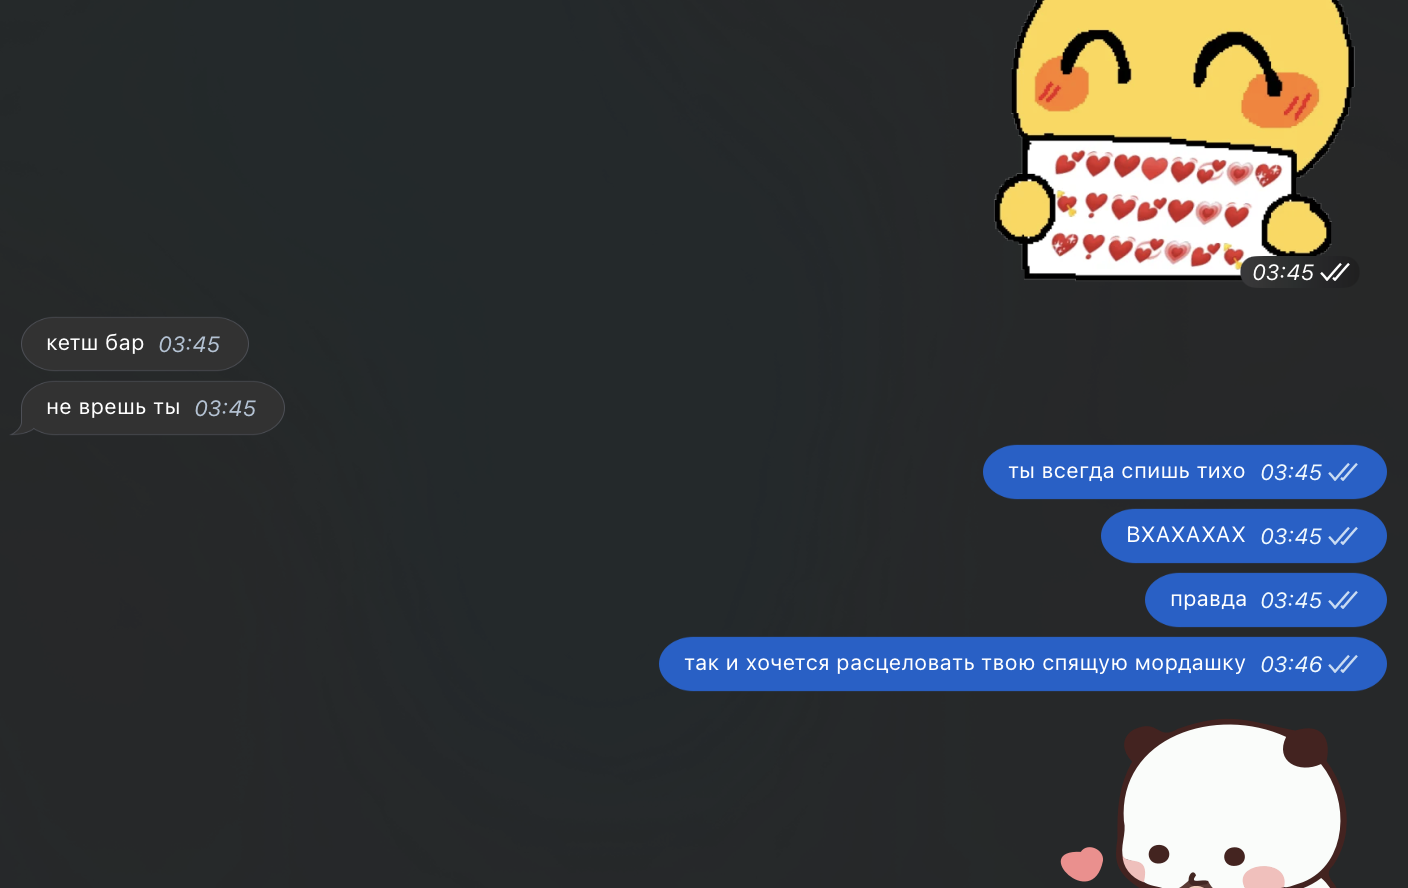 03:45
кетш бар 03:45
не врешь ты 03:45
ты всегда спишь тихо 03:45
ВХАХАХАХ 03:45
правда 03:45
так и хочется расцеловать твою спящую мордашку 03:46